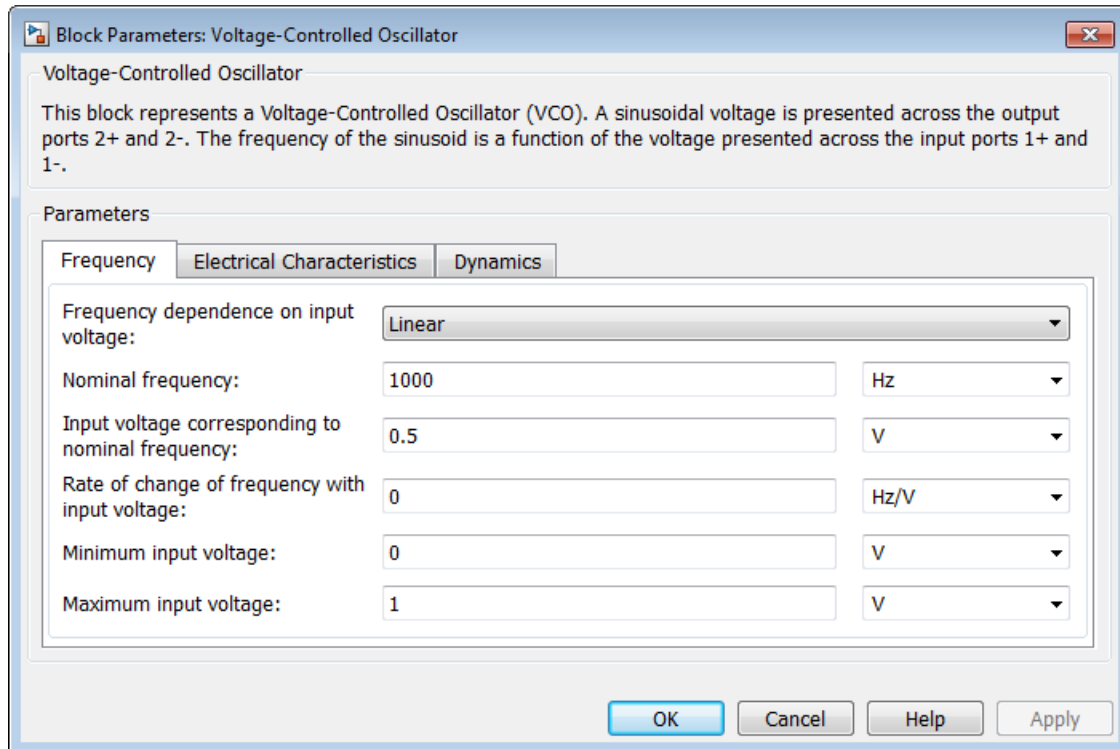 Block Parameters: Voltage-Controlled Oscillator
Voltage-Controlled Oscillator
This block represents a Voltage-Controlled Oscillator (VCO). A sinusoidal voltage is presented across the output
ports 2+ and 2-. The frequency of the sinusoid is a function of the voltage presented across the input ports 1+ and
1-.
Parameters
Frequency Electrical Characteristics Dynamics
Frequency dependence on input
voltage:
Linear
Nominal frequency: 1000 Hz
Input voltage corresponding to
nominal frequency:
0.5 V
Rate of change of frequency with
input voltage:
0 Hz/V
Minimum input voltage: 0 V
Maximum input voltage: 1 V
OK Cancel Help Apply